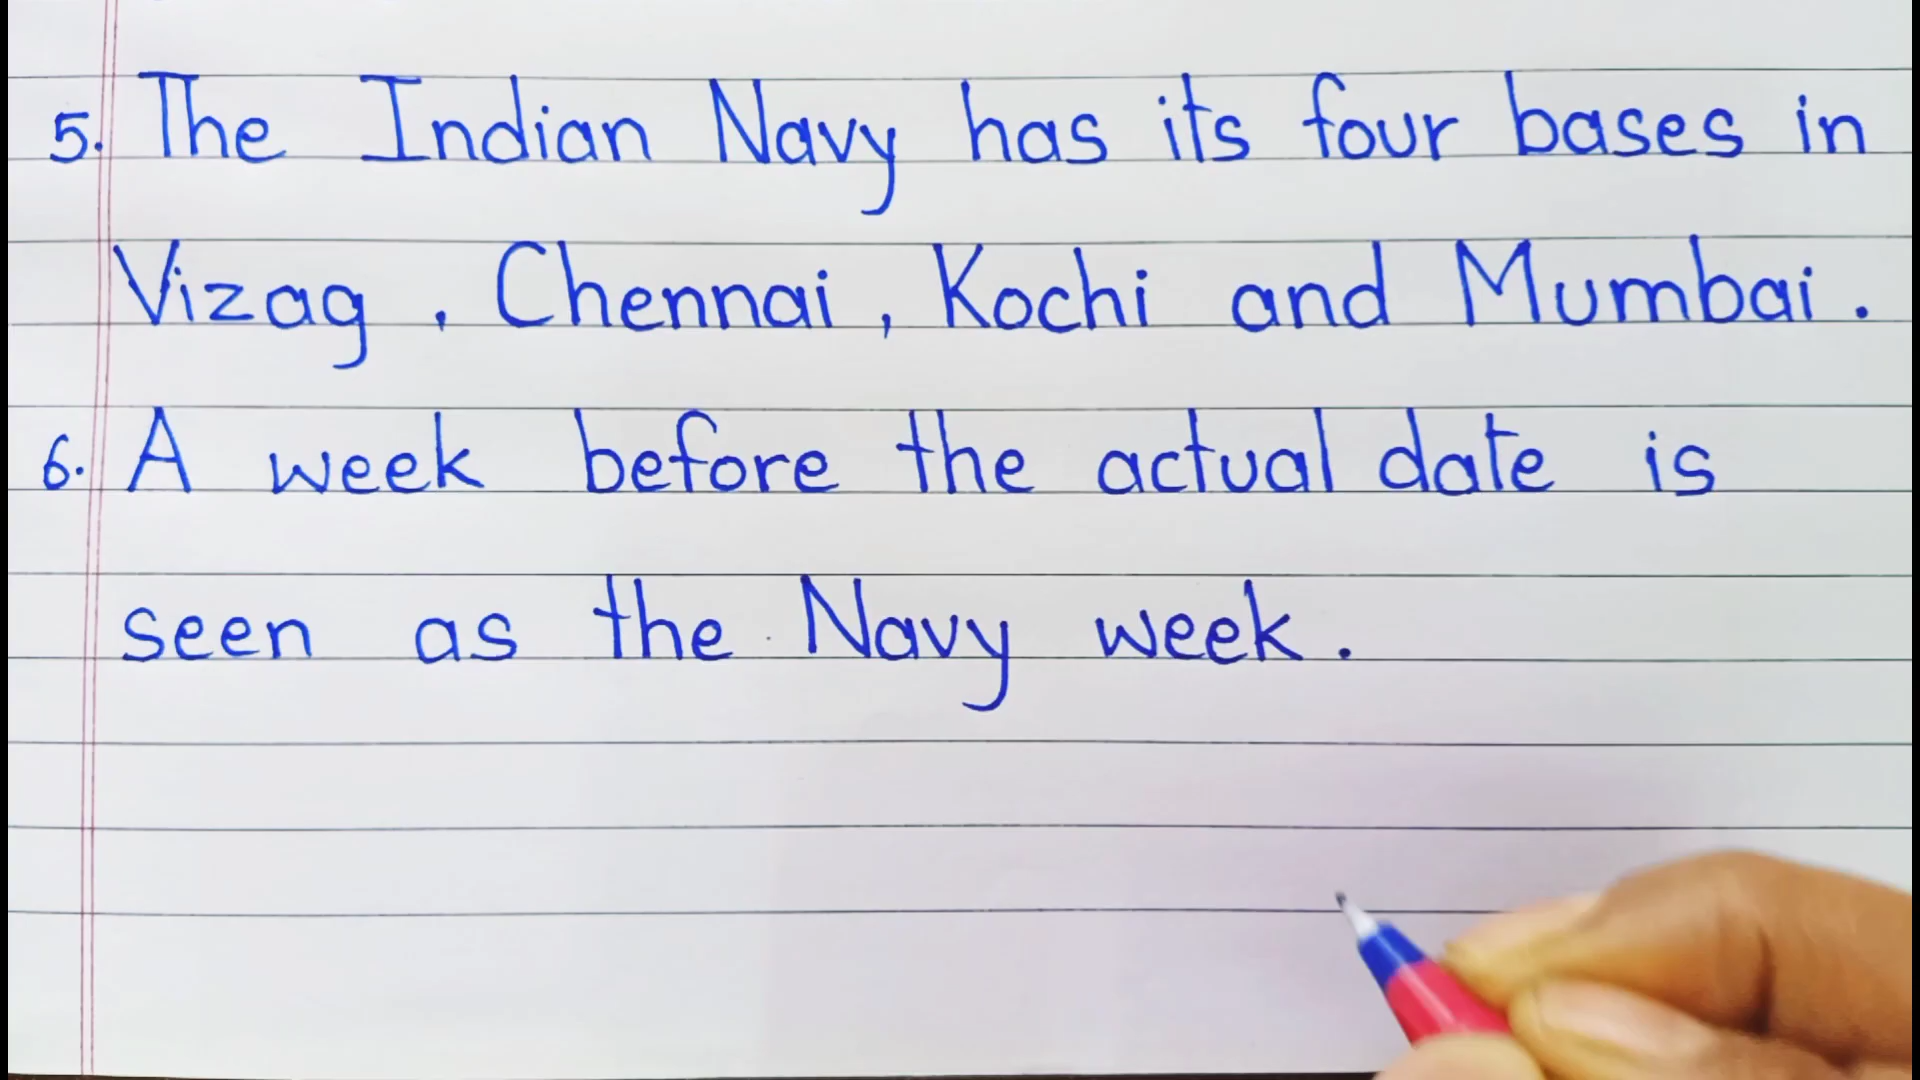 5. The Indian Navy has its four bases in
Vizag , Chennai , Kochi and Mumbai .
6. A week before the actual date is
seen as the Navy week .